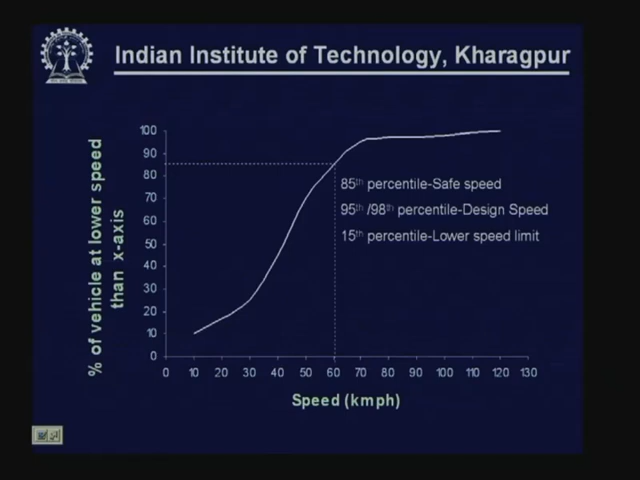 Indian Institute of Technology, Kharagpur
% of vehicle at lower speed
than x-axis
100
90
80
70
60
50
40
30
20
10
0
85th percentile-Safe speed
95th /98th percentile-Design Speed
15th percentile-Lower speed limit
0 10 20 30 40 50 60 70 80 90 100 110 120 130
Speed (kmph)